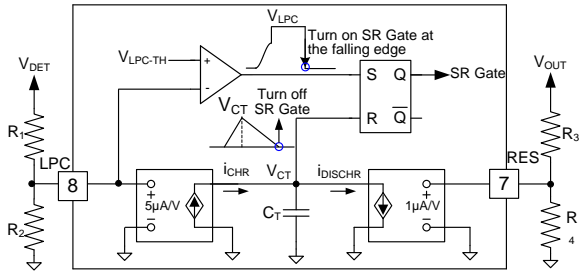 VLPC
Turn on SR Gate at
the falling edge
VLPC-TH
+
-
S Q
R Q
SR Gate
VDET
VOUT
Turn off
SR Gate
VCT
R1
R3
LPC
8
iCHR
VCT
iDISCHR
RES
7
+
5µA/V
-
CT
+
1µA/V
-
R2
R
4